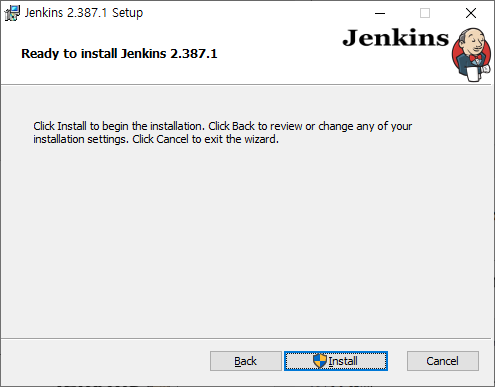 Jenkins 2.387.1 Setup
Jenkins
Ready to install Jenkins 2.387.1
Click Install to begin the installation. Click Back to review or change any of your
installation settings. Click Cancel to exit the wizard.
Back
Install
Cancel